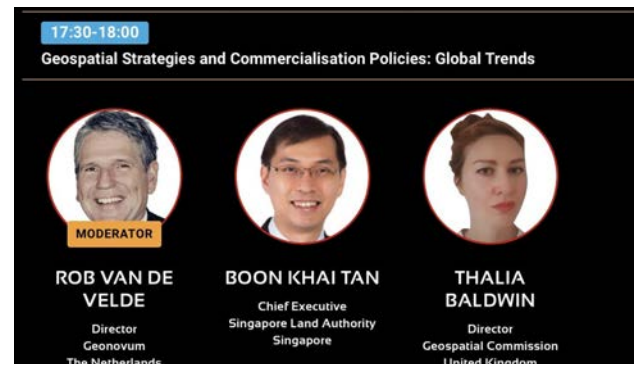 17:30-18:00
Geospatial Strategies and Commercialisation Policies: Global Trends
MODERATOR
ROB VAN DE
VELDE
Director
Geonovum
The Netherlands
BOON KHAI TAN
Chief Executive
Singapore Land Authority
Singapore
THALIA
BALDWIN
Director
Geospatial Commission
United Kingdom